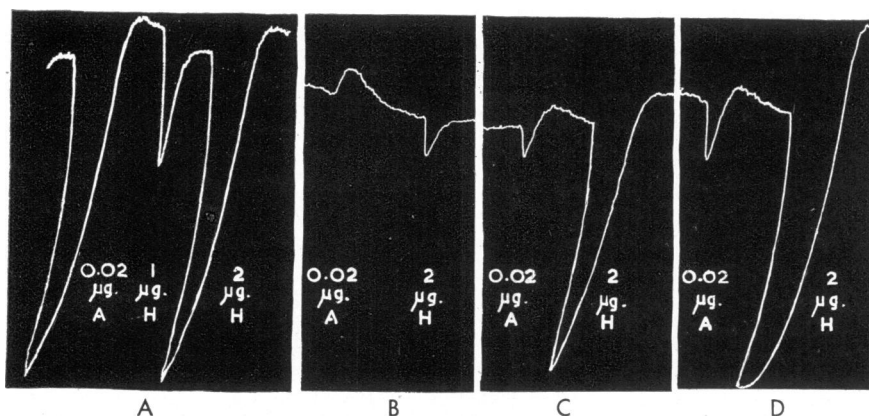 0.02 1 2
µg. µg. µg.
A H H
0.02 2
µg. µg.
A H
0.02 2
µg. µg.
A H
0.02 2
µg. µg.
A H
A B C D